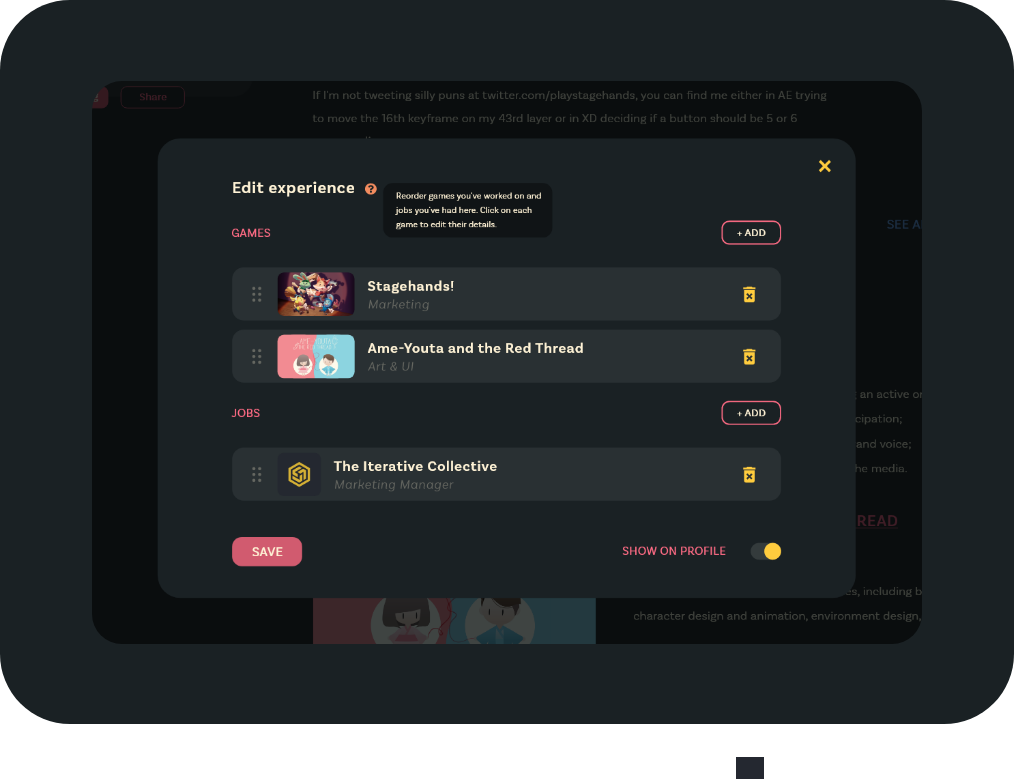 Share
If I'm not tweeting silly puns at twitter.com/playstagehands, you can find me either in AE trying
to move the 16th keyframe on my 43rd layer or in XD deciding if a button should be 5 or 6
Edit experience
?
Reorder games you've worked on and
jobs you've had here. Click on each
game to edit their details.
SEE
GAMES
+ ADD
Stagehands!
Marketing
Ame-Youta and the Red Thread
Art & UI
an active
JOBS
+ ADD
and voice;
The Iterative Collective
he media.
Marketing Manager
READ
SAVE
SHOW ON PROFILE
including
character design and animation, environment design,